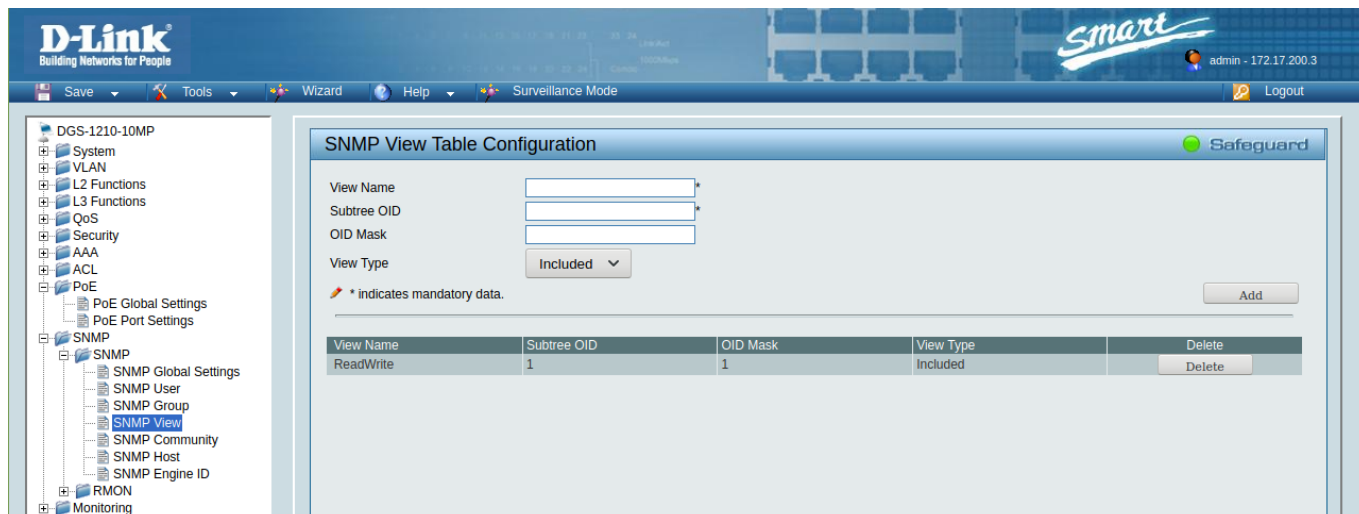 D-Link
Building Networks for People
smart
admin - 172.17.200.3
Save Tools Wizard Help Surveillance Mode Logout
DGS-1210-10MP
System
VLAN
L2 Functions
L3 Functions
QoS
Security
AAA
ACL
PoE
PoE Global Settings
PoE Port Settings
SNMP
SNMP
SNMP Global Settings
SNMP User
SNMP Group
SNMP View
SNMP Community
SNMP Host
SNMP Engine ID
RMON
Monitoring
SNMP View Table Configuration Safeguard
View Name *
Subtree OID *
OID Mask
View Type Included
* indicates mandatory data. Add
View Name Subtree OID OID Mask View Type Delete
ReadWrite 1 1 Included Delete